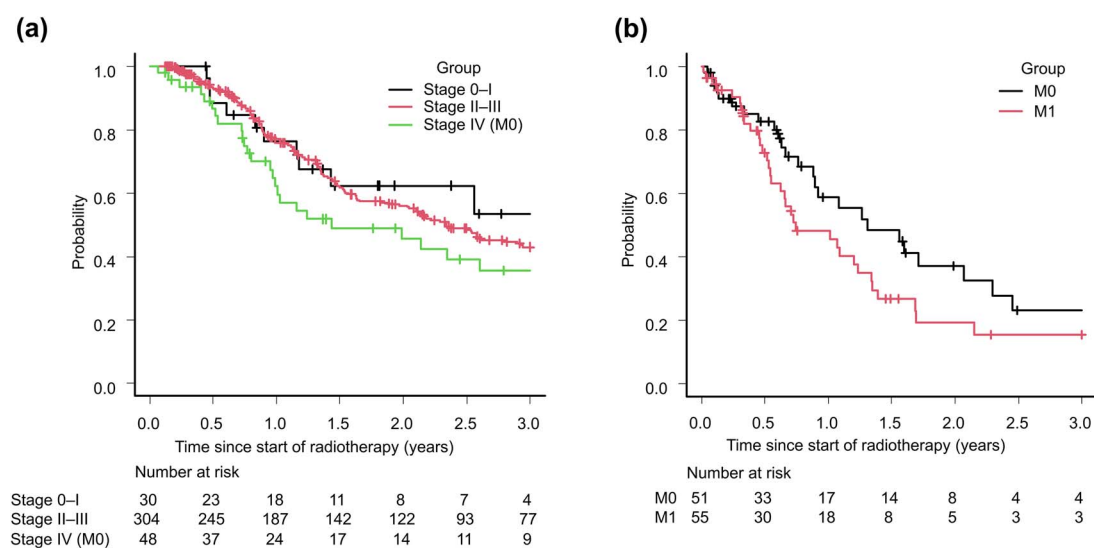 (a)
Group
Stage 0–I
Stage II–III
Stage IV (M0)
1.0
0.8
0.6
0.4
0.2
0.0
Probability
0.0 0.5 1.0 1.5 2.0 2.5 3.0
Time since start of radiotherapy (years)
Number at risk
Stage 0–I 30 23 18 11 8 7 4
Stage II–III 304 245 187 142 122 93 77
Stage IV (M0) 48 37 24 17 14 11 9
(b)
Group
M0
M1
1.0
0.8
0.6
0.4
0.2
0.0
Probability
0.0 0.5 1.0 1.5 2.0 2.5 3.0
Time since start of radiotherapy (years)
Number at risk
M0 51 33 17 14 8 4 4
M1 55 30 18 8 5 3 3